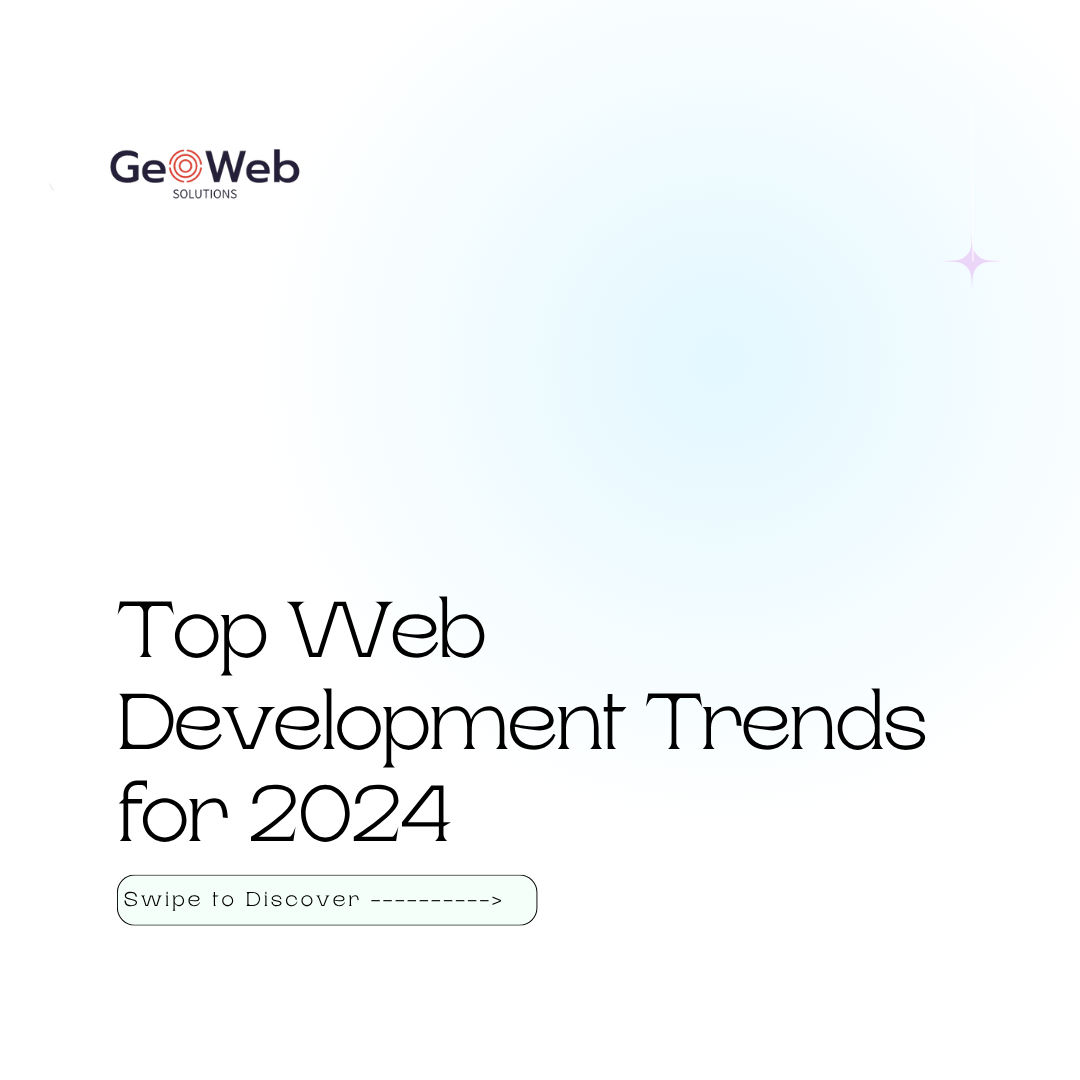 GeoWeb
SOLUTIONS
Top Web
Development Trends
for 2024
Swipe to Discover ---------->